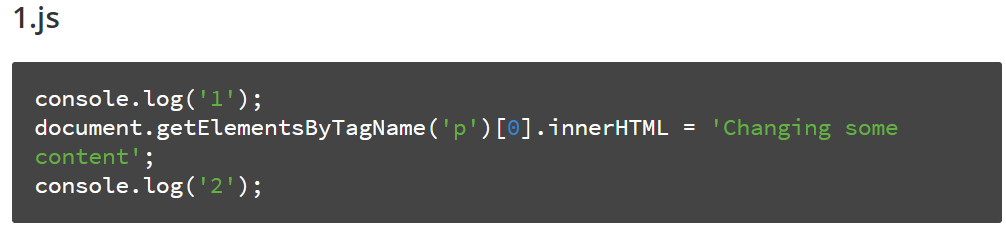 1.js
console.log('1');
document.getElementsByTagName('p')[0].innerHTML = 'Changing some
content';
console.log('2');